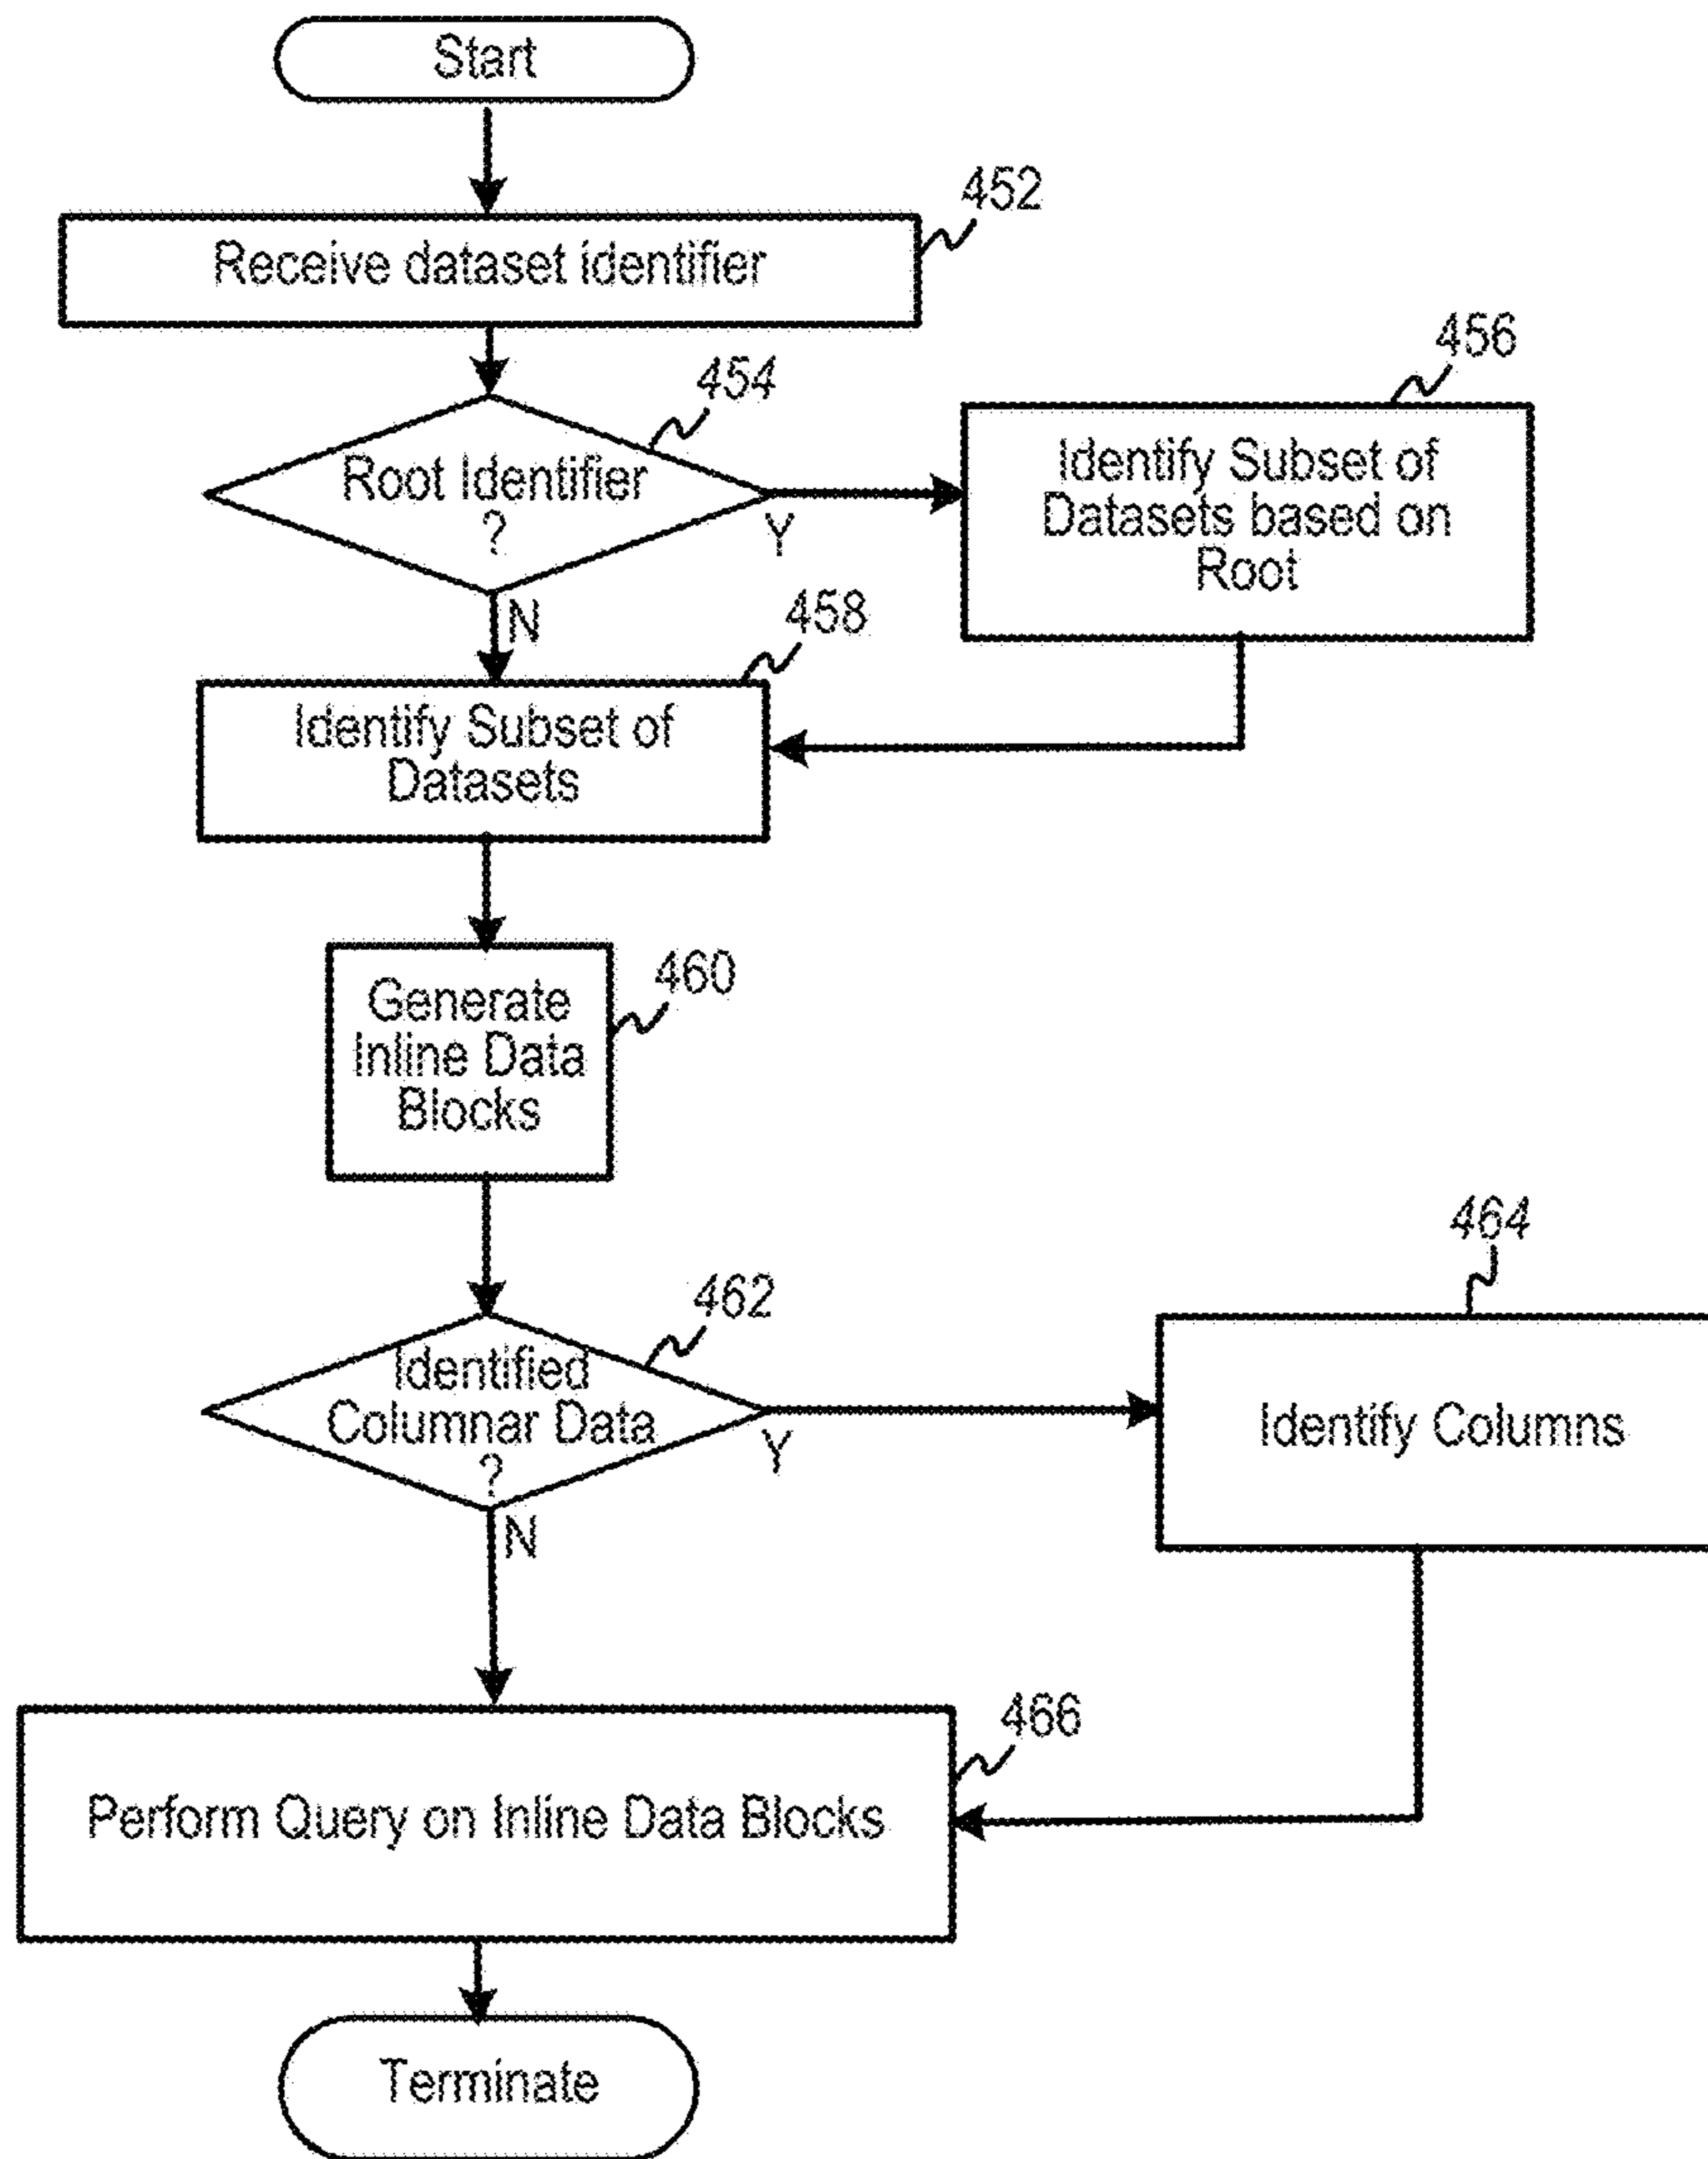 Start
452
Receive dataset identifier
454
456
Root Identifier
?
Y
N
Identify Subset of
Datasets based on
Root
458
Identify Subset of
Datasets
460
Generate
Inline Data
Blocks
462
464
Identified
Columnar Data
?
Y
N
Identify Columns
466
Perform Query on Inline Data Blocks
Terminate